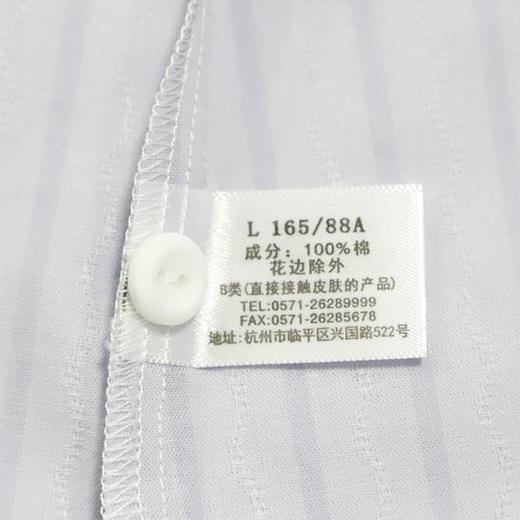 L 165/88A
成分：100%棉
花边除外
B类(直接接触皮肤的产品)
TEL:0571-26289999
FAX:0571-26285678
地址:杭州市临平区兴国路522号